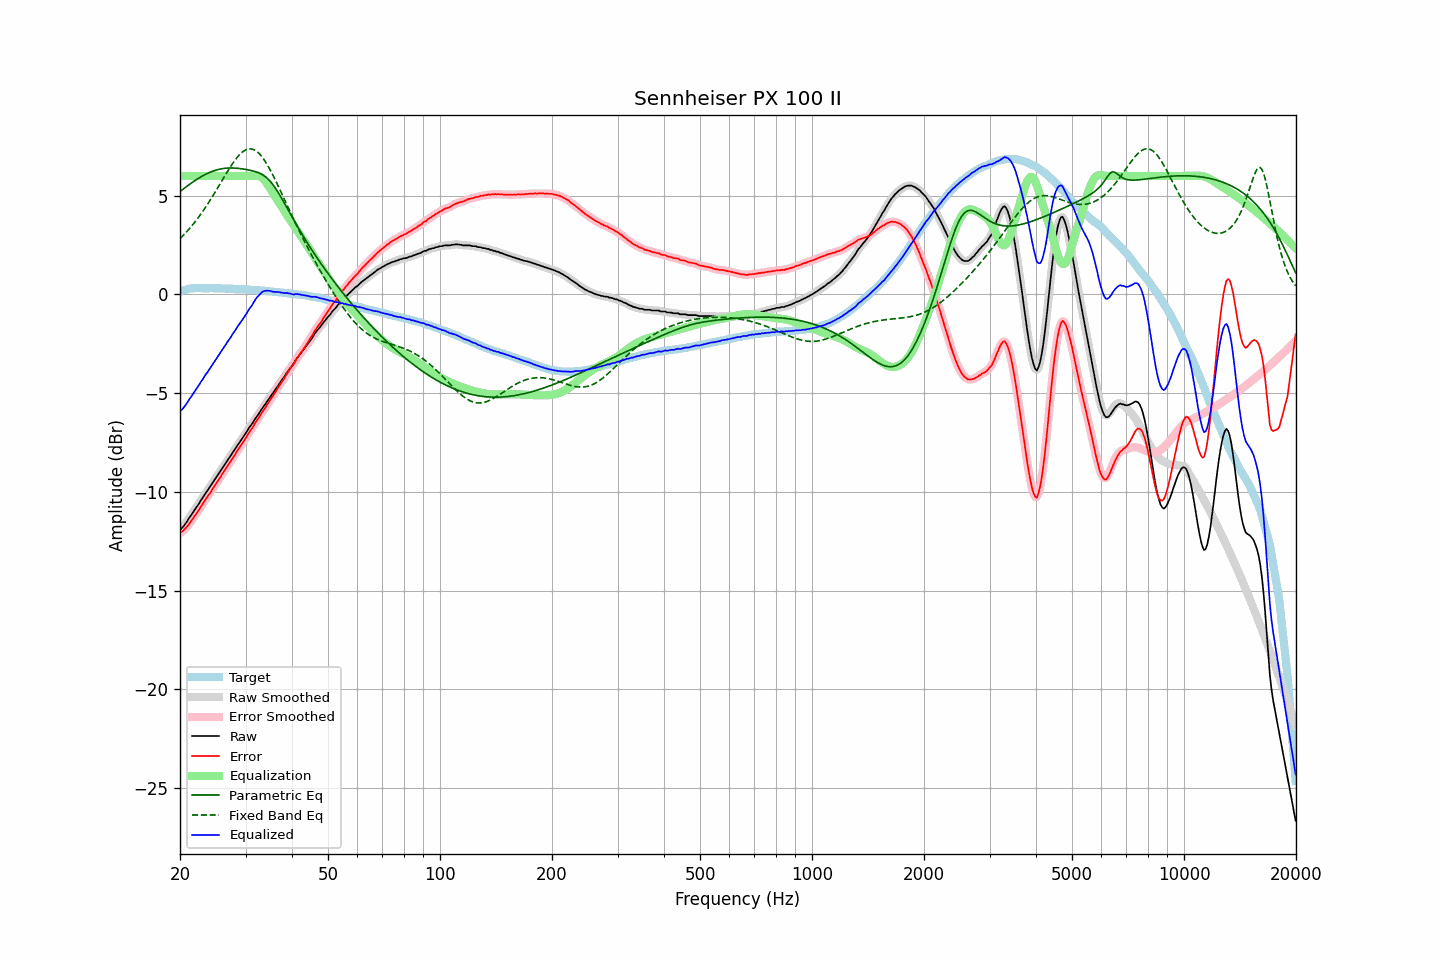 Sennheiser PX 100 II
Amplitude (dBr)
5
0
−5
−10
−15
−20
−25
Target
Raw Smoothed
Error Smoothed
Raw
Error
Equalization
Parametric Eq
Fixed Band Eq
Equalized
20 50 100 200 500 1000 2000 5000 10000 20000
Frequency (Hz)